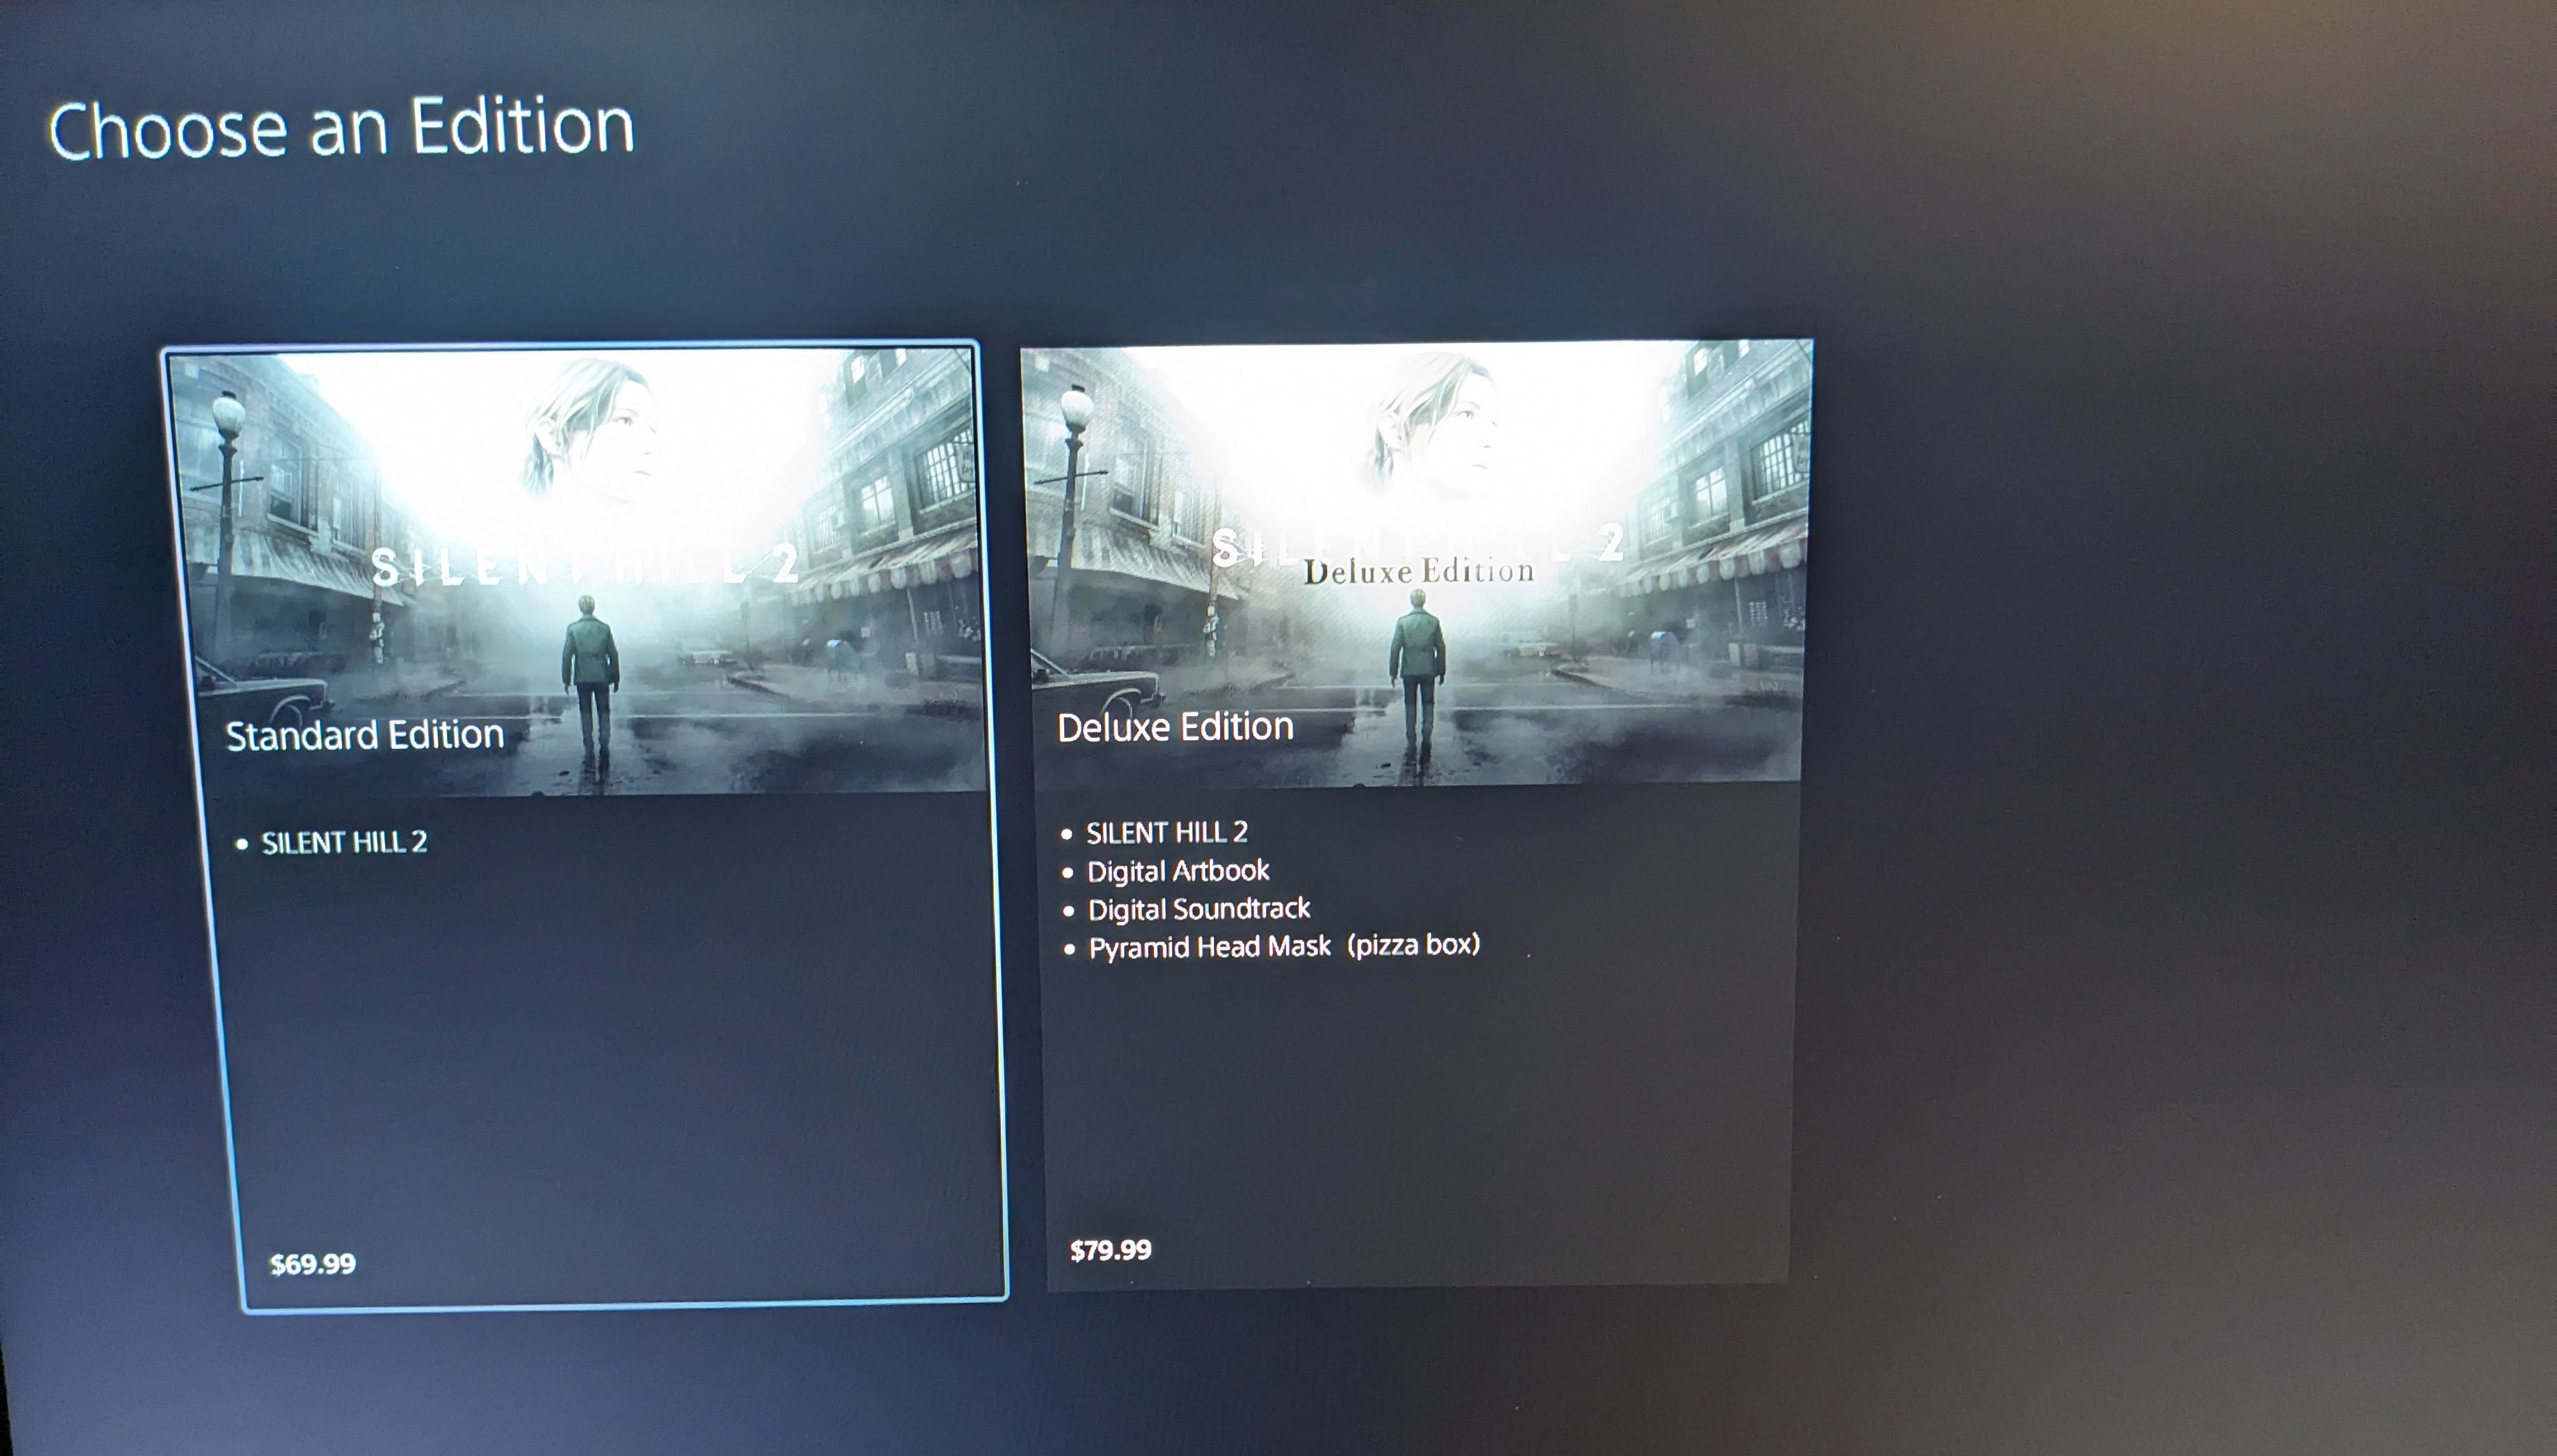 Choose an Edition
SILENT HILL 2
Standard Edition
• SILENT HILL 2
$69.99
SILENT HILL 2
Deluxe Edition
Deluxe Edition
• SILENT HILL 2
• Digital Artbook
• Digital Soundtrack
• Pyramid Head Mask (pizza box)
$79.99